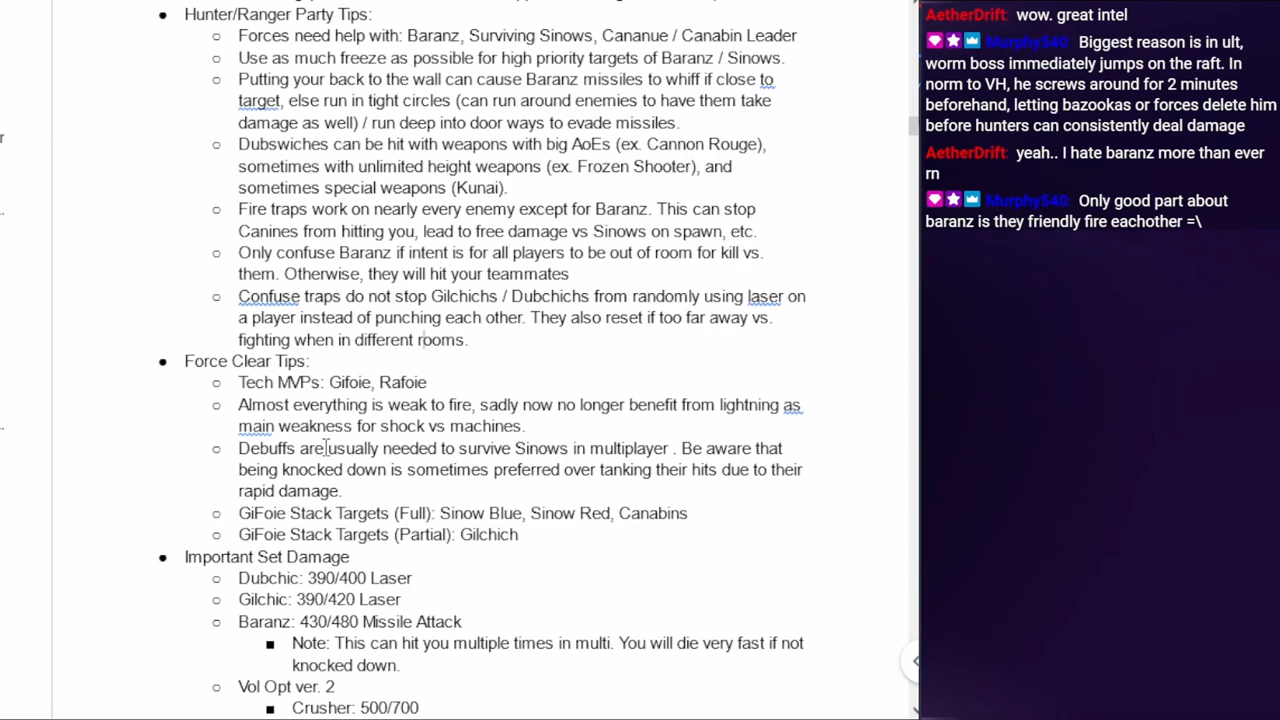 Hunter/Ranger Party Tips:
Forces need help with: Baranz, Surviving Sinows, Cananue / Canabin Leader
Use as much freeze as possible for high priority targets of Baranz / Sinows.
Putting your back to the wall can cause Baranz missiles to whiff if close to
target, else run in tight circles (can run around enemies to have them take
damage as well) / run deep into door ways to evade missiles.
Dubswiches can be hit with weapons with big AoEs (ex. Cannon Rouge),
sometimes with unlimited height weapons (ex. Frozen Shooter), and
sometimes special weapons (Kunai).
Fire traps work on nearly every enemy except for Baranz. This can stop
Canines from hitting you, lead to free damage vs Sinows on spawn, etc.
Only confuse Baranz if intent is for all players to be out of room for kill vs.
them. Otherwise, they will hit your teammates
Confuse traps do not stop Gilchichs / Dubchichs from randomly using laser on
a player instead of punching each other. They also reset if too far away vs.
fighting when in different rooms.
Force Clear Tips:
Tech MVPs: Gifoie, Rafoie
Almost everything is weak to fire, sadly now no longer benefit from lightning as
main weakness for shock vs machines.
Debuffs are usually needed to survive Sinows in multiplayer . Be aware that
being knocked down is sometimes preferred over tanking their hits due to their
rapid damage.
GiFoie Stack Targets (Full): Sinow Blue, Sinow Red, Canabins
GiFoie Stack Targets (Partial): Gilchich
Important Set Damage
Dubchic: 390/400 Laser
Gilchic: 390/420 Laser
Baranz: 430/480 Missile Attack
Note: This can hit you multiple times in multi. You will die very fast if not
knocked down.
Vol Opt ver. 2
Crusher: 500/700
AetherDrift: wow. great intel
Murphy540 Biggest reason is in ult,
worm boss immediately jumps on the raft. In
norm to VH, he screws around for 2 minutes
beforehand, letting bazookas or forces delete him
before hunters can consistently deal damage
AetherDrift: yeah.. I hate baranz more than ever
rn
Murphy540 Only good part about
baranz is they friendly fire eachother =\